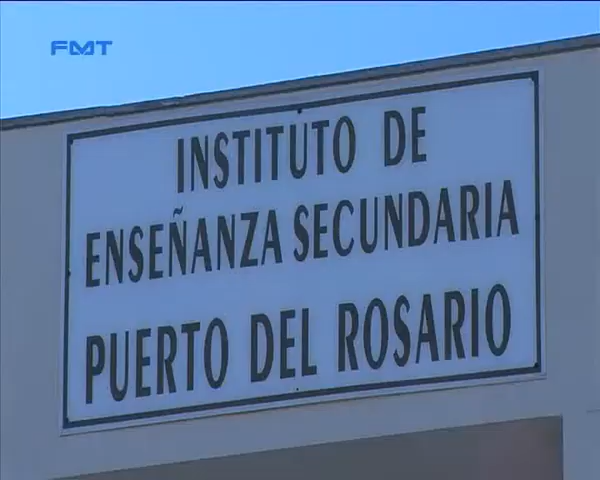 FMT
INSTITUTO DE
ENSEÑANZA SECUNDARIA
PUERTO DEL ROSARIO